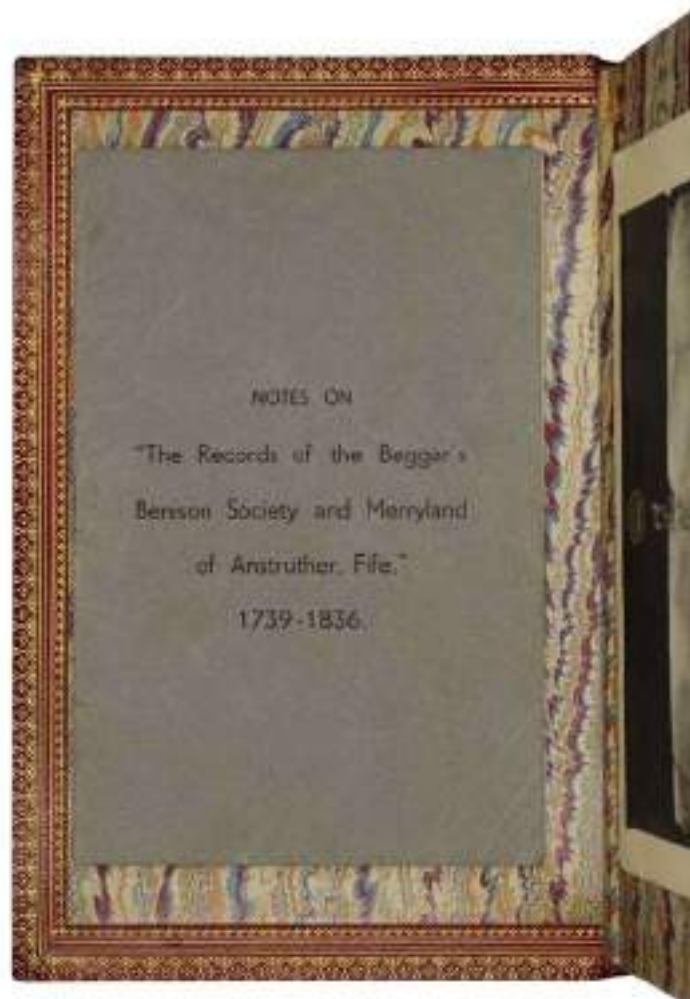 NOTES ON
"The Records of the Beggar's
Benison Society and Merryland
of Anstruther, Fife,"
1739-1836.